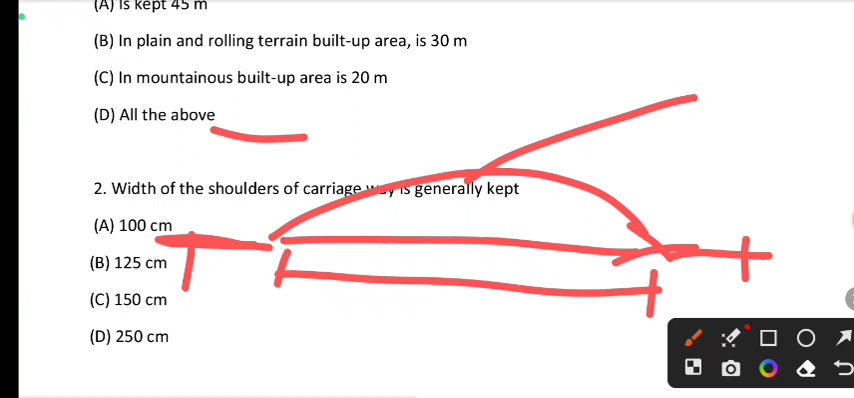 (A) Is kept 45 m
(B) In plain and rolling terrain built-up area, is 30 m
(C) In mountainous built-up area is 20 m
(D) All the above
2. Width of the shoulders of carriage way is generally kept
(A) 100 cm
(B) 125 cm
(C) 150 cm
(D) 250 cm